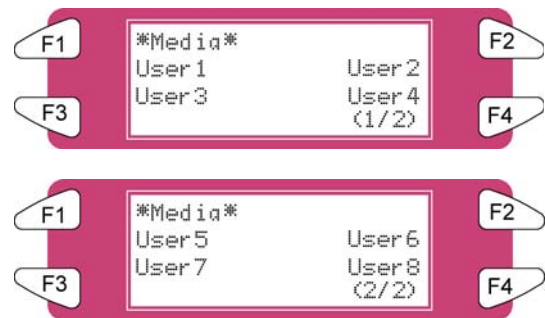 F1 *Media* F2
User1 User2
F3 User3 User4 F4
(1/2)
F1 *Media* F2
User5 User6
F3 User7 User8 F4
(2/2)